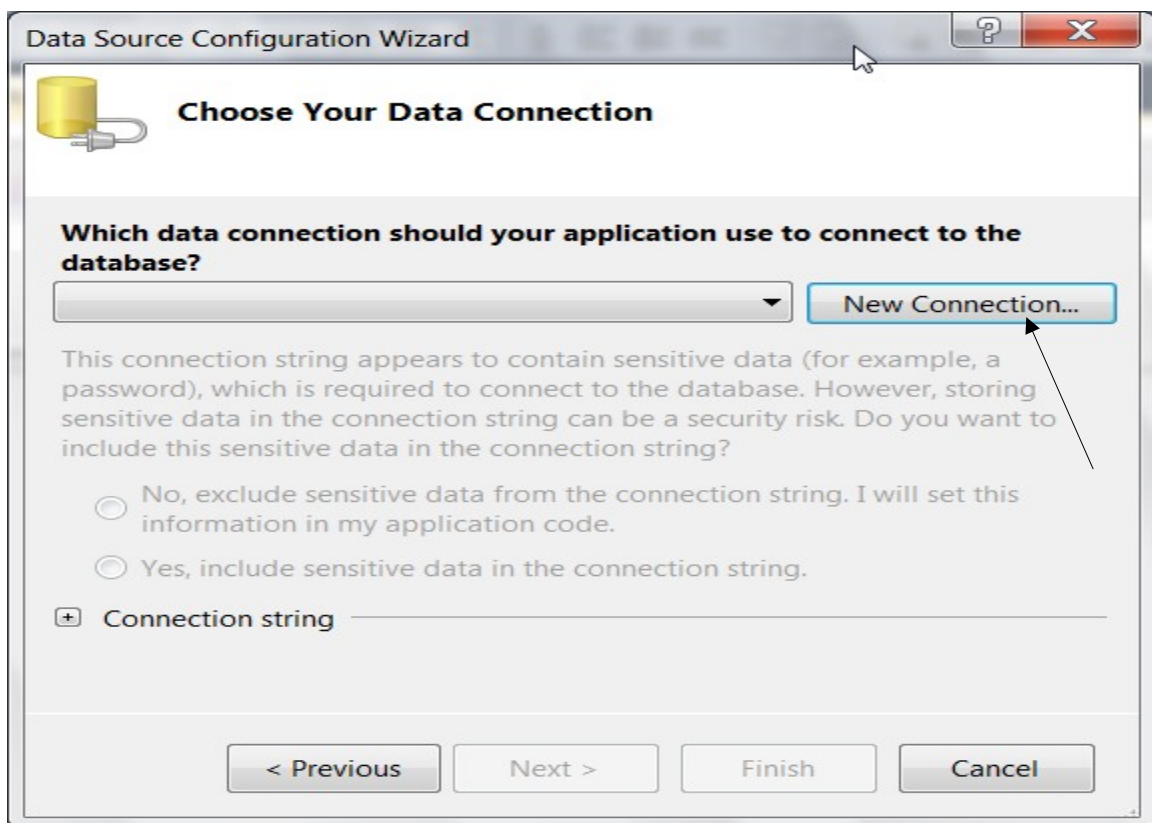 Data Source Configuration Wizard
Choose Your Data Connection
Which data connection should your application use to connect to the
database?
New Connection...
This connection string appears to contain sensitive data (for example, a
password), which is required to connect to the database. However, storing
sensitive data in the connection string can be a security risk. Do you want to
include this sensitive data in the connection string?
No, exclude sensitive data from the connection string. I will set this
information in my application code.
Yes, include sensitive data in the connection string.
Connection string
< Previous
Next >
Finish
Cancel